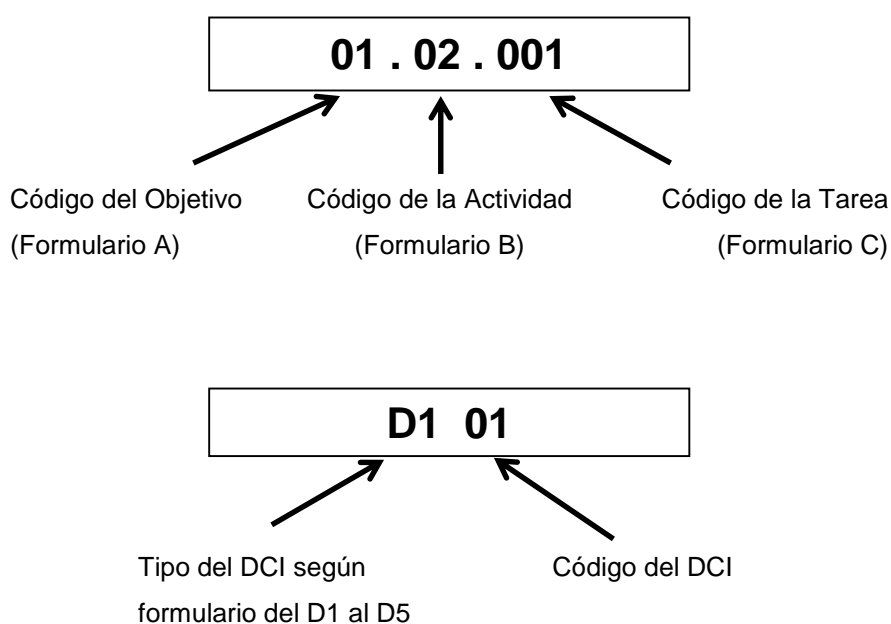 01 . 02 . 001
Código del Objetivo Código de la Actividad Código de la Tarea
(Formulario A) (Formulario B) (Formulario C)
D1 01
Tipo del DCI según Código del DCI
formulario del D1 al D5